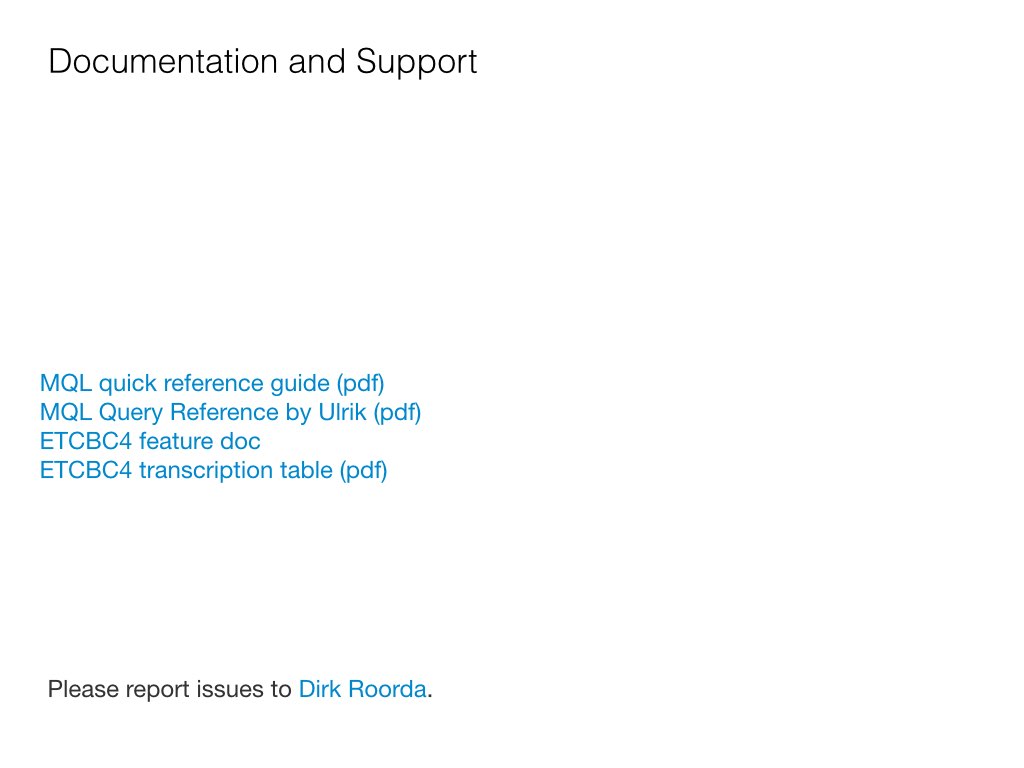 Documentation and Support
MQL quick reference guide (pdf)
MQL Query Reference by Ulrik (pdf)
ETCBC4 feature doc
ETCBC4 transcription table (pdf)
Please report issues to Dirk Roorda.